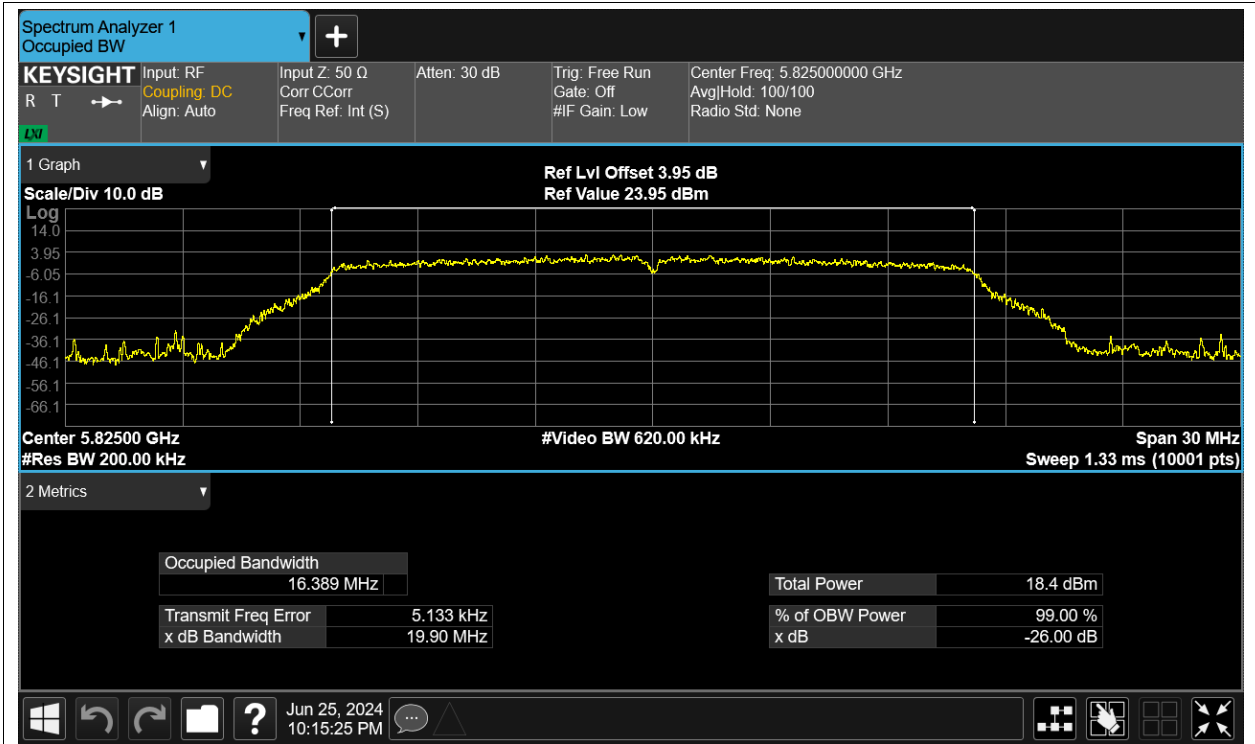 Spectrum Analyzer 1
Occupied BW
KEYSIGHT
R T
LXI
Input: RF
Coupling: DC
Align: Auto
Input Z: 50 Ω
Corr CCorr
Freq Ref: Int (S)
Atten: 30 dB
Trig: Free Run
Gate: Off
#IF Gain: Low
Center Freq: 5.825000000 GHz
Avg|Hold: 100/100
Radio Std: None
1 Graph
Scale/Div 10.0 dB
Ref Lvl Offset 3.95 dB
Ref Value 23.95 dBm
Log
14.0
3.95
-6.05
-16.1
-26.1
-36.1
-46.1
-56.1
-66.1
Center 5.82500 GHz
#Video BW 620.00 kHz
Span 30 MHz
#Res BW 200.00 kHz
Sweep 1.33 ms (10001 pts)
2 Metrics
Occupied Bandwidth
16.389 MHz
Transmit Freq Error 5.133 kHz
x dB Bandwidth 19.90 MHz
Total Power 18.4 dBm
% of OBW Power 99.00 %
x dB -26.00 dB
?
Jun 25, 2024
10:15:25 PM